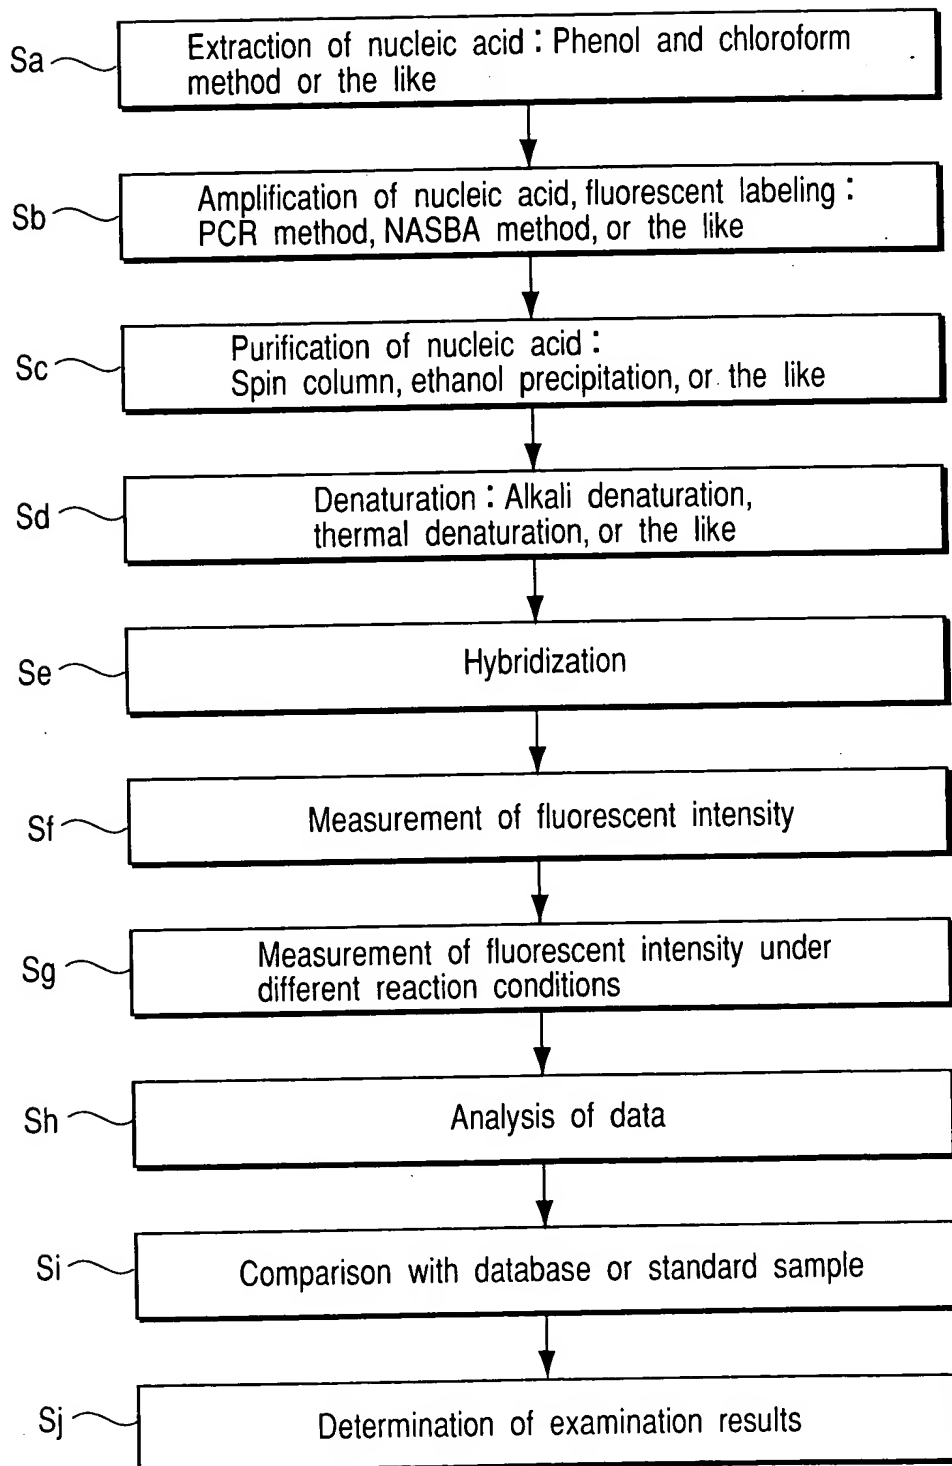 Sa
Extraction of nucleic acid : Phenol and chloroform
method or the like
Sb
Amplification of nucleic acid, fluorescent labeling :
PCR method, NASBA method, or the like
Sc
Purification of nucleic acid :
Spin column, ethanol precipitation, or the like
Sd
Denaturation : Alkali denaturation,
thermal denaturation, or the like
Se
Hybridization
Sf
Measurement of fluorescent intensity
Sg
Measurement of fluorescent intensity under
different reaction conditions
Sh
Analysis of data
Si
Comparison with database or standard sample
Sj
Determination of examination results